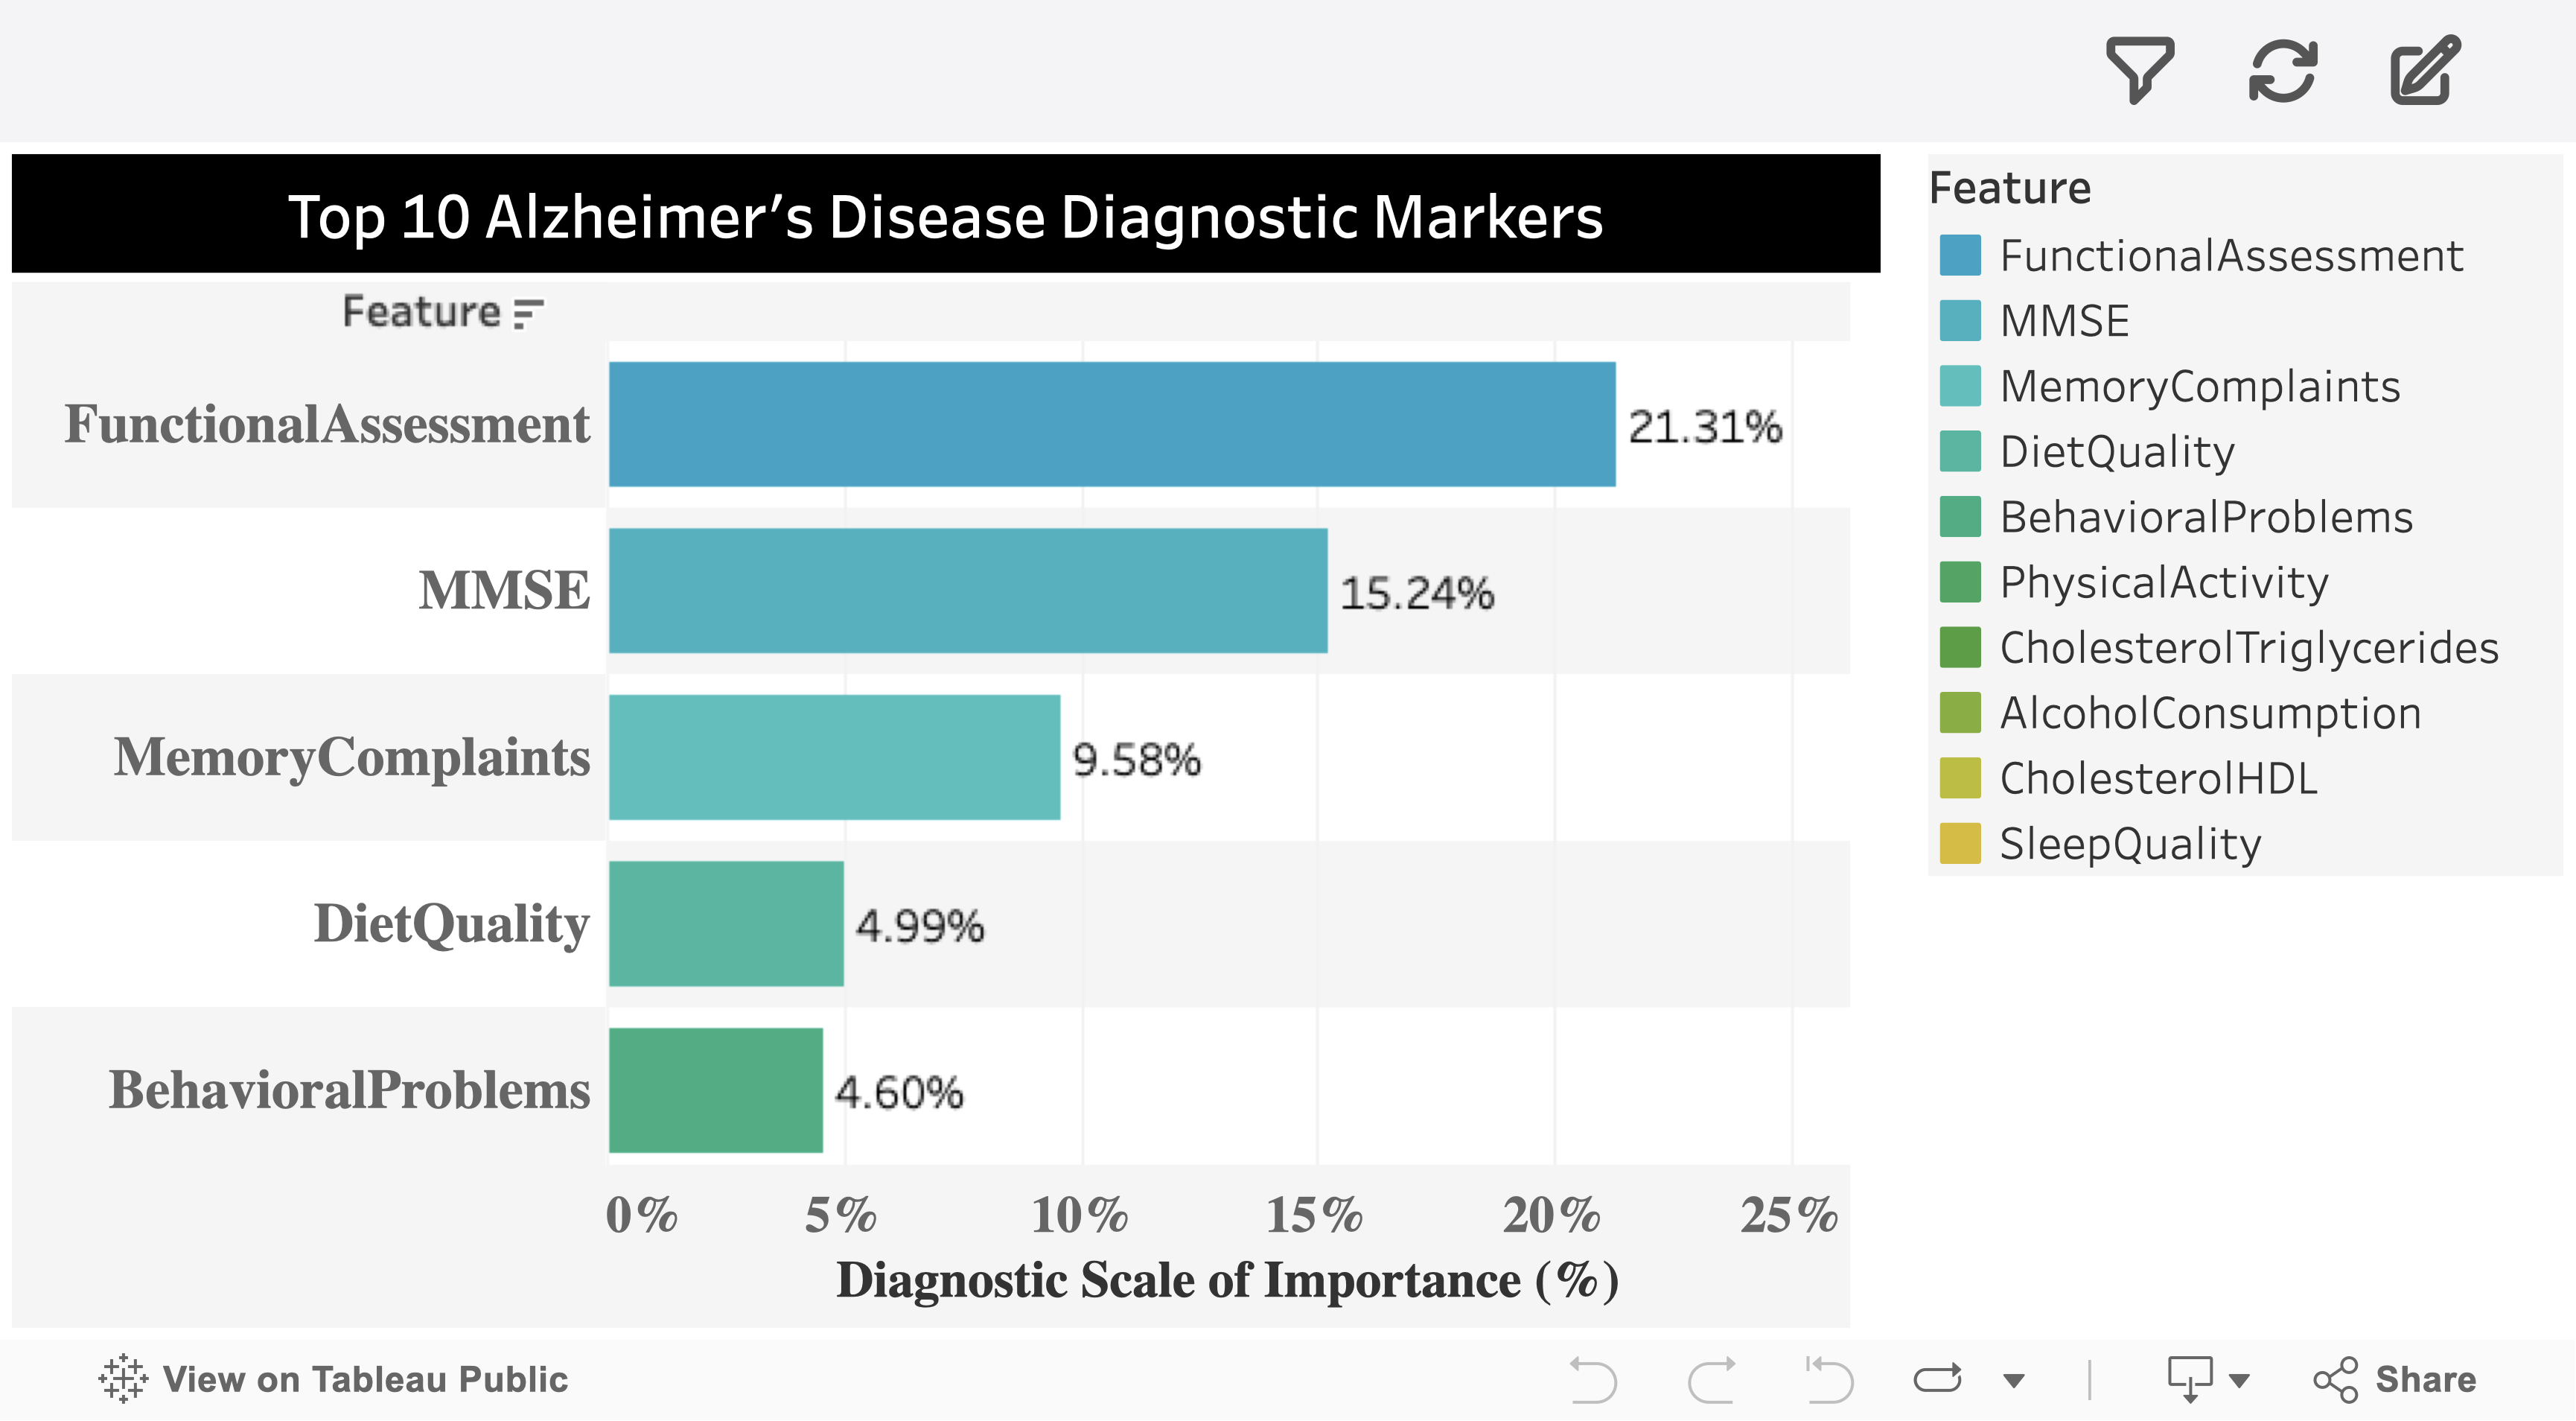 Top 10 Alzheimer’s Disease Diagnostic Markers
Feature
FunctionalAssessment
21.31%
MMSE
15.24%
MemoryComplaints
9.58%
DietQuality
4.99%
BehavioralProblems
4.60%
0% 5% 10% 15% 20% 25%
Diagnostic Scale of Importance (%)
Feature
FunctionalAssessment
MMSE
MemoryComplaints
DietQuality
BehavioralProblems
PhysicalActivity
CholesterolTriglycerides
AlcoholConsumption
CholesterolHDL
SleepQuality
View on Tableau Public
Share